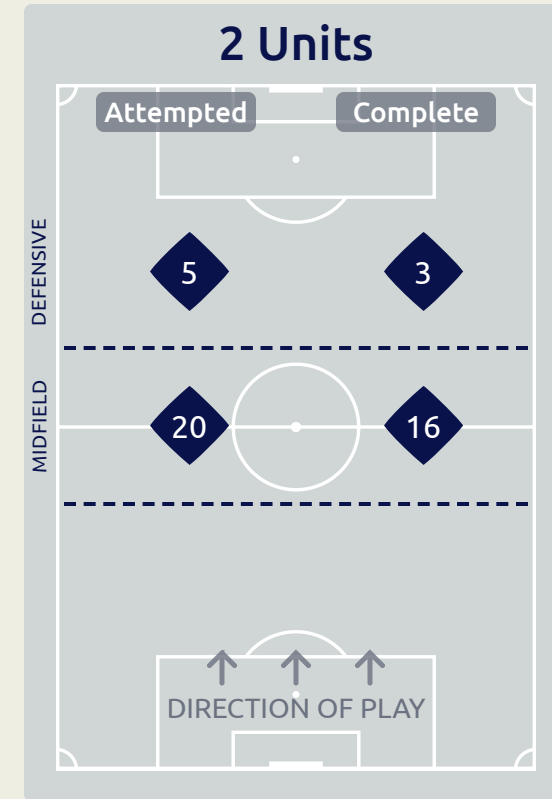 2 Units
Attempted
Complete
DEFENSIVE
5
3
MIDFIELD
20
16
DIRECTION OF PLAY